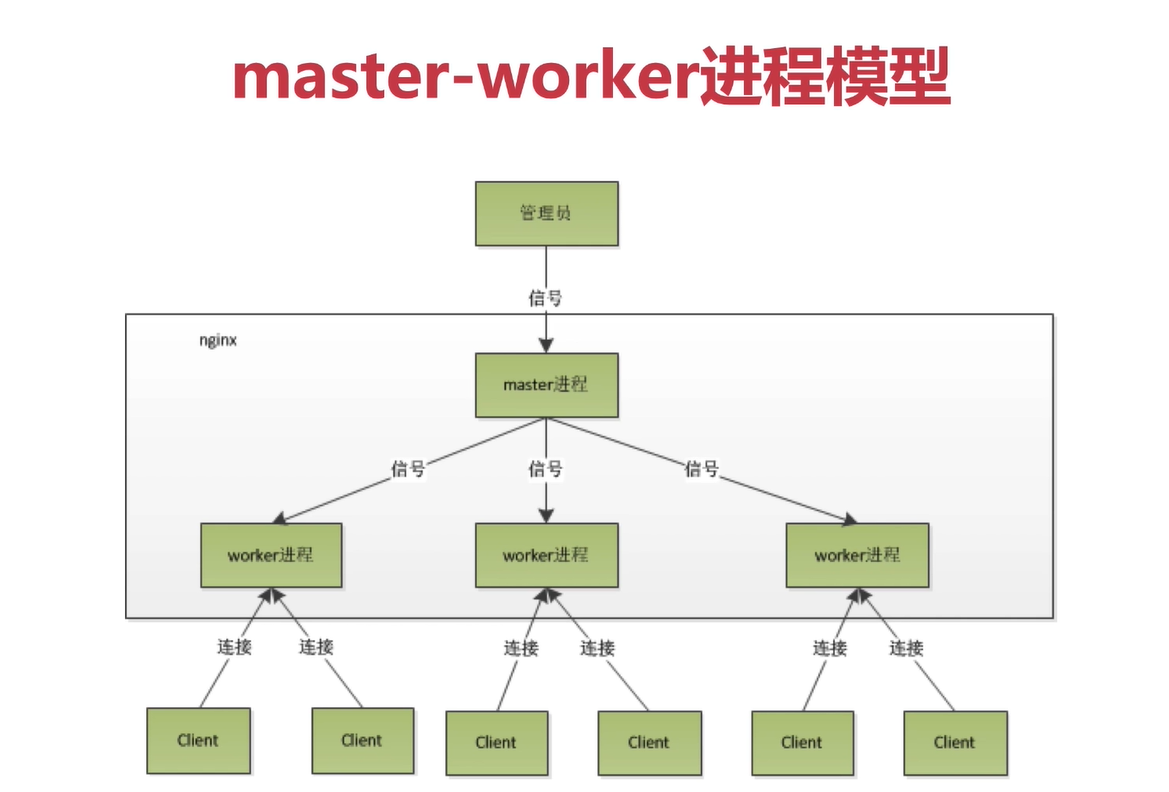 master-worker进程模型
管理员
信号
nginx
master进程
信号
信号
信号
worker进程
worker进程
worker进程
连接
连接
连接
连接
连接
连接
Client
Client
Client
Client
Client
Client